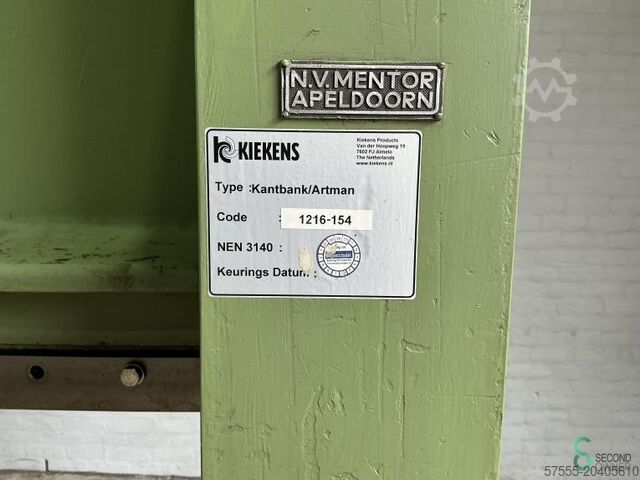 N.V. MENTOR
APELDOORN
KIEKENS
Kiekens Products
Van der Hoopweg 19
7602 PJ Almelo
The Netherlands
www.kiekens.nl
Type :Kantbank/Artman
Code : 1216-154
NEN 3140 :
Keurings Datum :
SECOND
57555-20405610